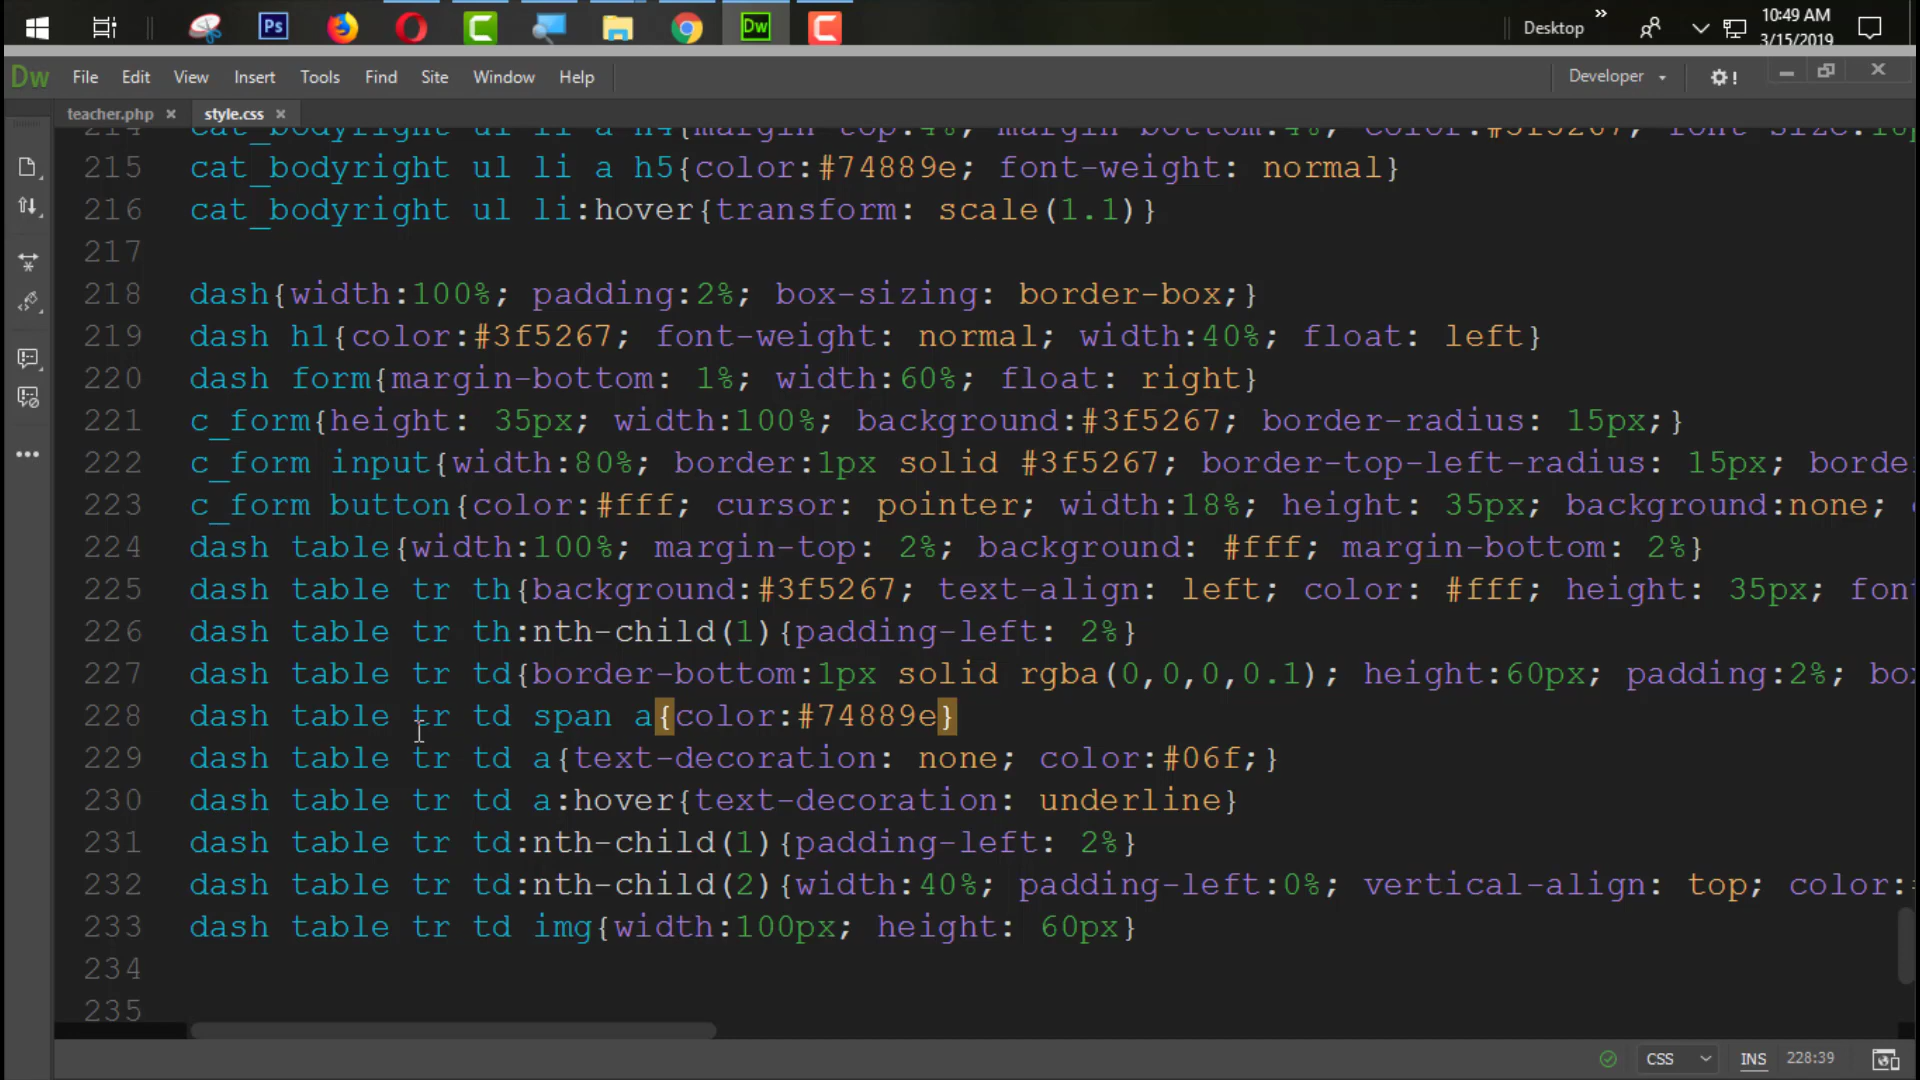 Ps
Dw
Desktop
»
10:49 AM
3/15/2019
Dw File Edit View Insert Tools Find Site Window Help
Developer
teacher.php × style.css ×
215 cat_bodyright ul li a h5{color:#74889e; font-weight: normal}
216 cat_bodyright ul li:hover{transform: scale(1.1)}
217
218 dash{width:100%; padding:2%; box-sizing: border-box;}
219 dash h1{color:#3f5267; font-weight: normal; width:40%; float: left}
220 dash form{margin-bottom: 1%; width:60%; float: right}
221 c_form{height: 35px; width:100%; background:#3f5267; border-radius: 15px;}
222 c_form input{width:80%; border:1px solid #3f5267; border-top-left-radius: 15px; borde
223 c_form button{color:#fff; cursor: pointer; width:18%; height: 35px; background:none;
224 dash table{width:100%; margin-top: 2%; background: #fff; margin-bottom: 2%}
225 dash table tr th{background:#3f5267; text-align: left; color: #fff; height: 35px; fon
226 dash table tr th:nth-child(1){padding-left: 2%}
227 dash table tr td{border-bottom:1px solid rgba(0,0,0,0.1); height:60px; padding:2%; bo
228 dash table tr td span a{color:#74889e}
229 dash table tr td a{text-decoration: none; color:#06f;}
230 dash table tr td a:hover{text-decoration: underline}
231 dash table tr td:nth-child(1){padding-left: 2%}
232 dash table tr td:nth-child(2){width:40%; padding-left:0%; vertical-align: top; color:
233 dash table tr td img{width:100px; height: 60px}
234
235
CSS INS 228:39